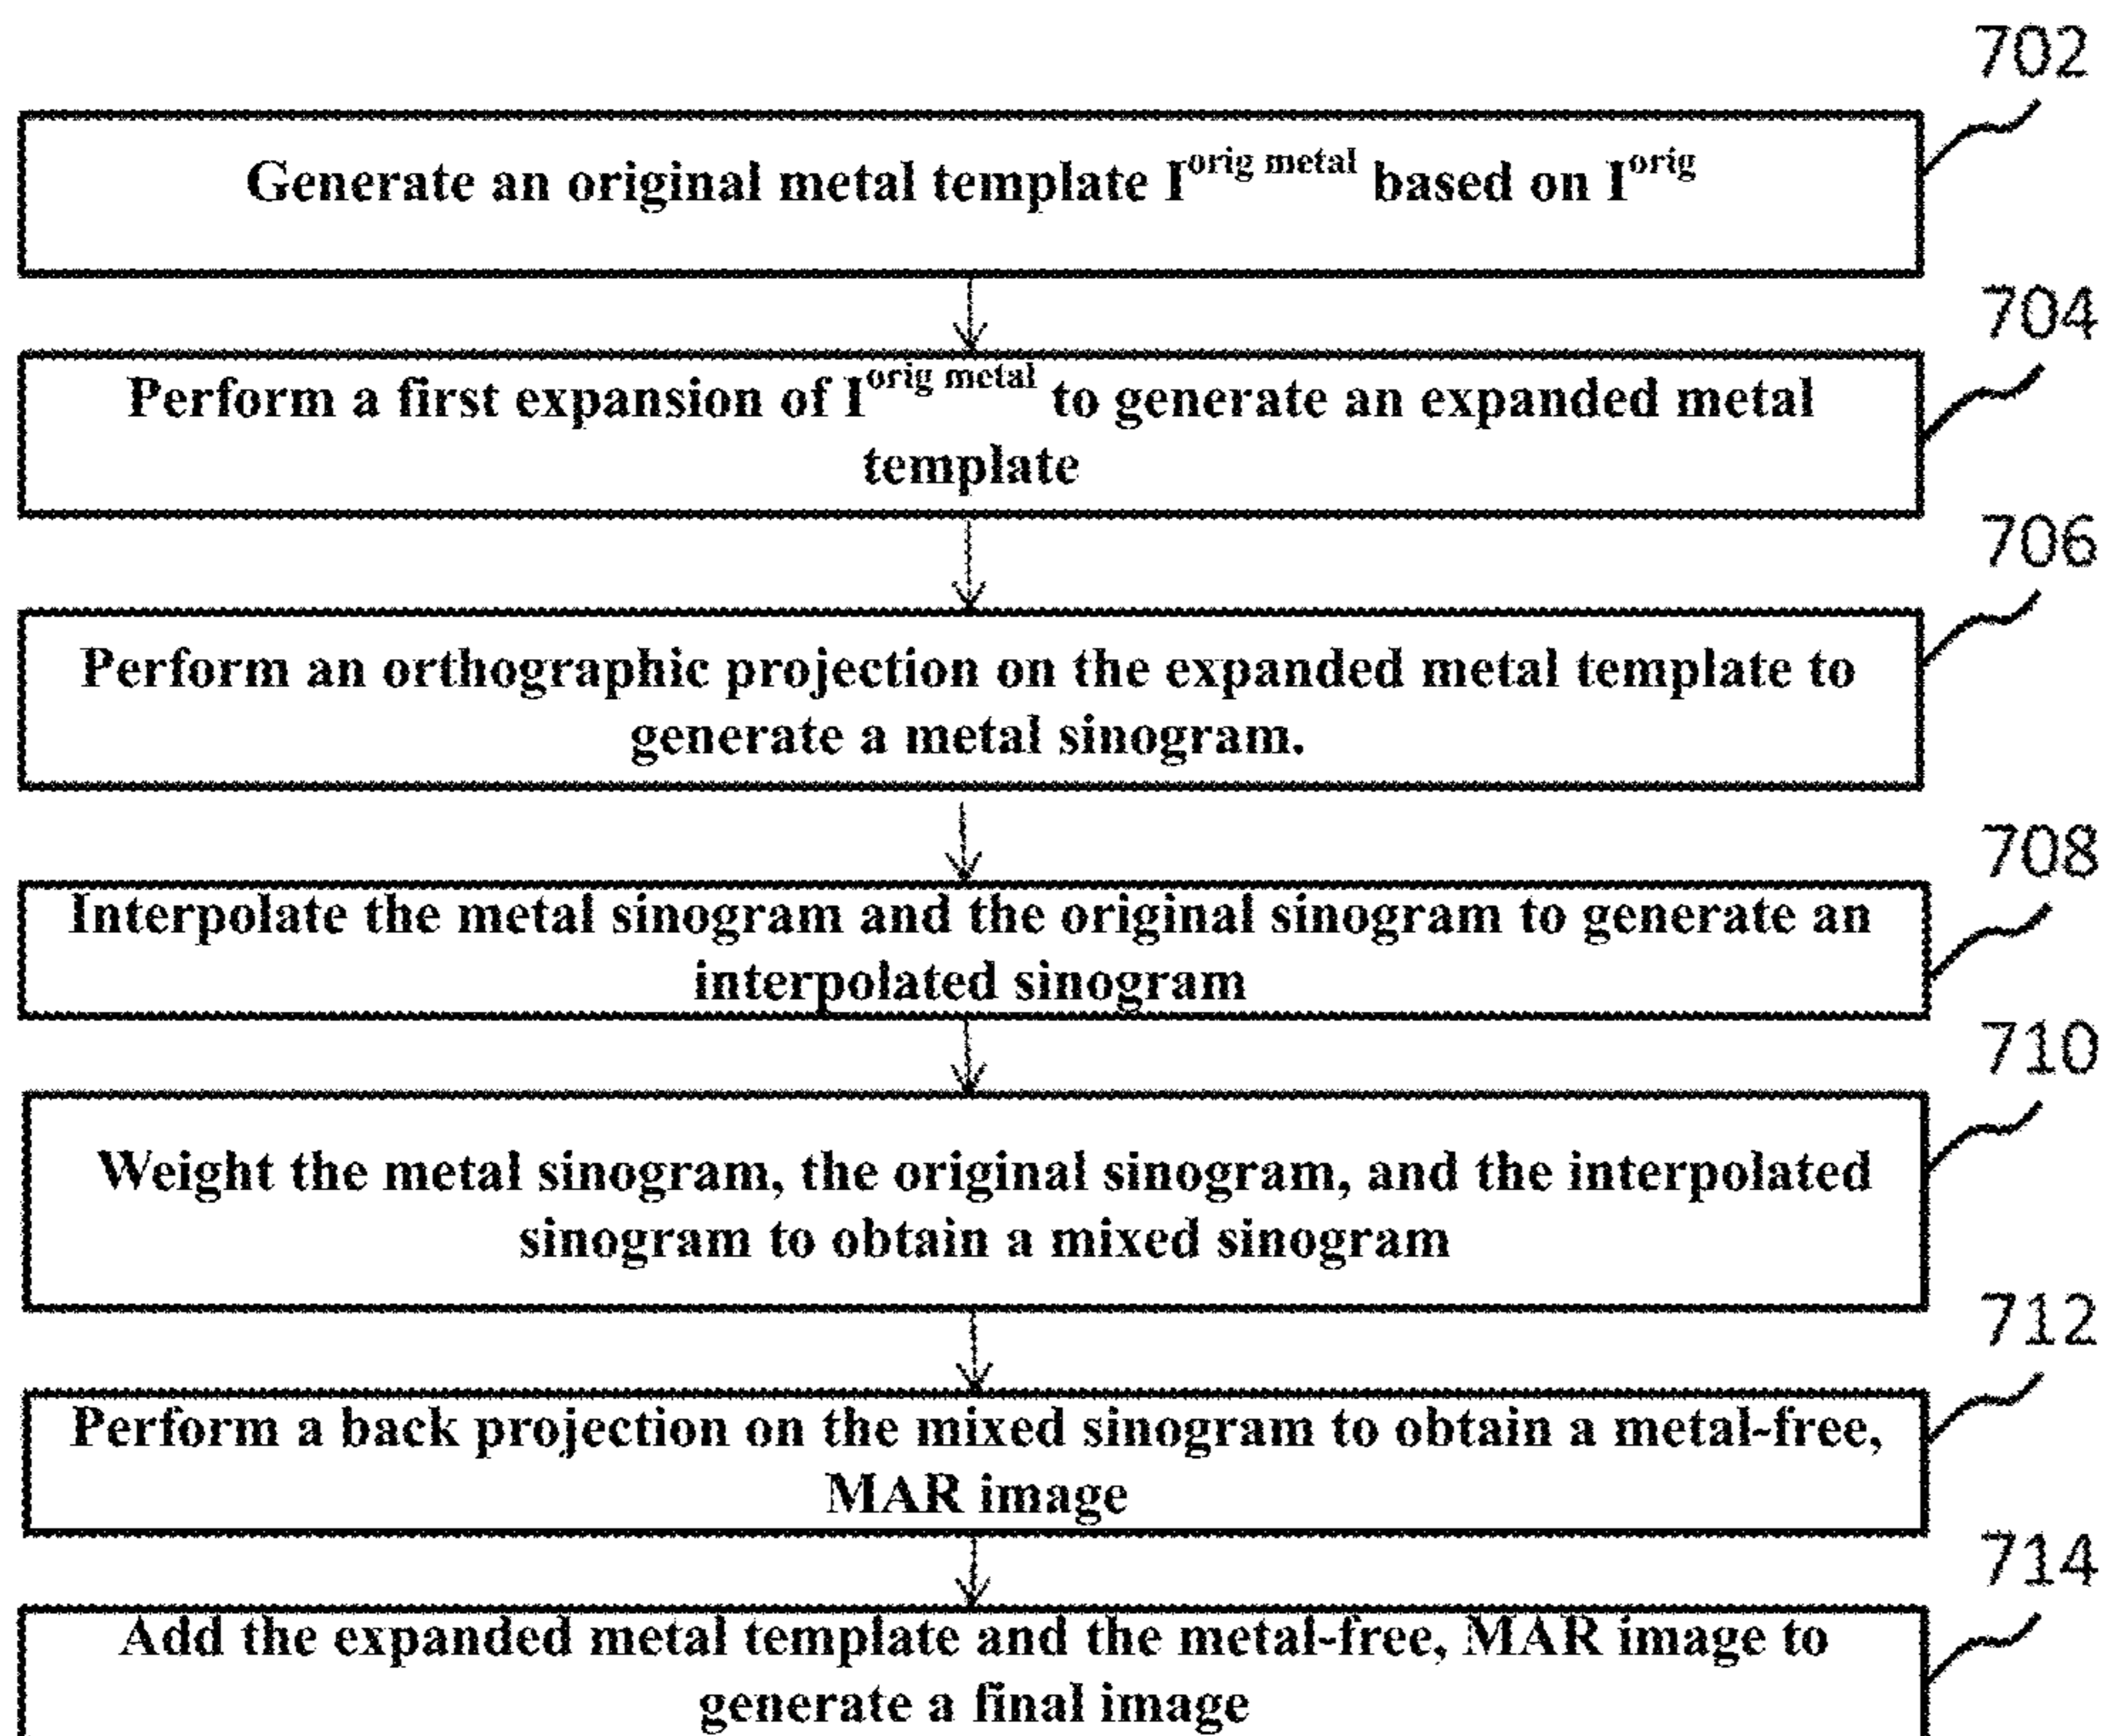 702
Generate an original metal template I^orig metal based on I^orig
704
Perform a first expansion of I^orig metal to generate an expanded metal
template
706
Perform an orthographic projection on the expanded metal template to
generate a metal sinogram.
708
Interpolate the metal sinogram and the original sinogram to generate an
interpolated sinogram
710
Weight the metal sinogram, the original sinogram, and the interpolated
sinogram to obtain a mixed sinogram
712
Perform a back projection on the mixed sinogram to obtain a metal-free,
MAR image
714
Add the expanded metal template and the metal-free, MAR image to
generate a final image